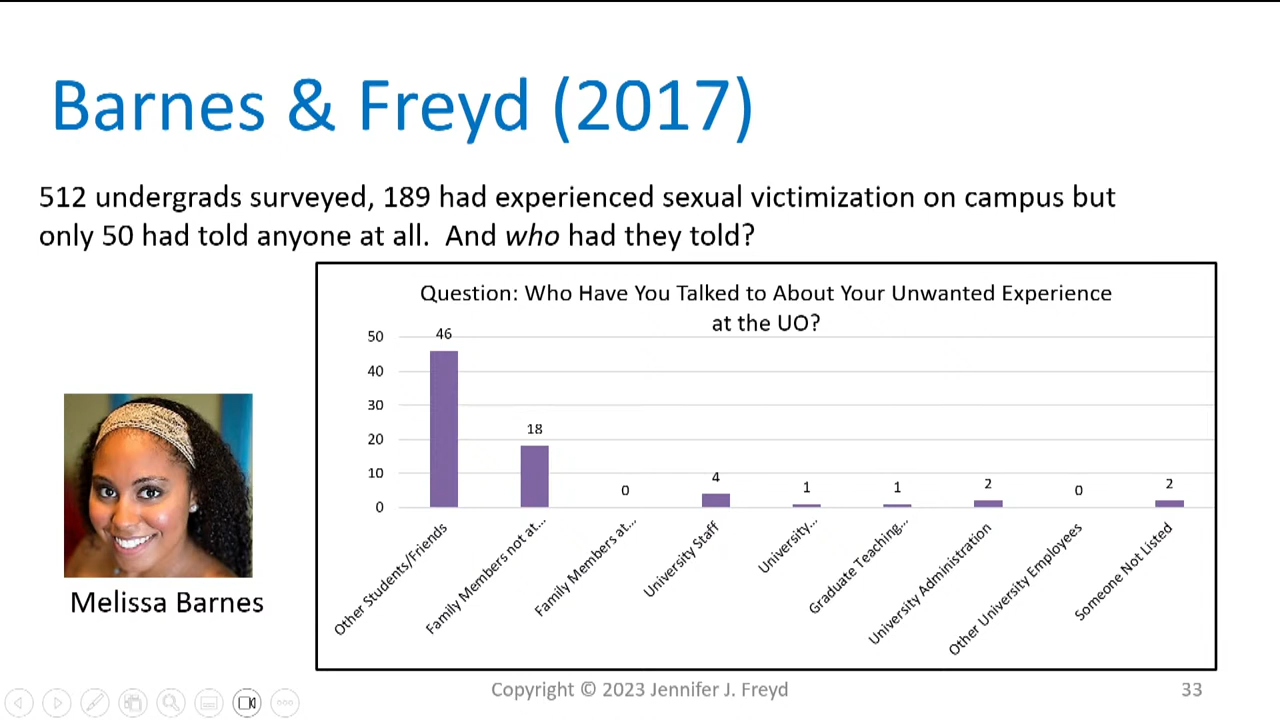 Barnes & Freyd (2017)
512 undergrads surveyed, 189 had experienced sexual victimization on campus but
only 50 had told anyone at all. And who had they told?
Question: Who Have You Talked to About Your Unwanted Experience
at the UO?
50
40
30
20
10
0
46
18
0
4
1
1
2
0
2
Other Students/Friends
Family Members not at...
Family Members at...
University Staff
University...
Graduate Teaching...
University Administration
Other University Employees
Someone Not Listed
Melissa Barnes
Copyright © 2023 Jennifer J. Freyd
33